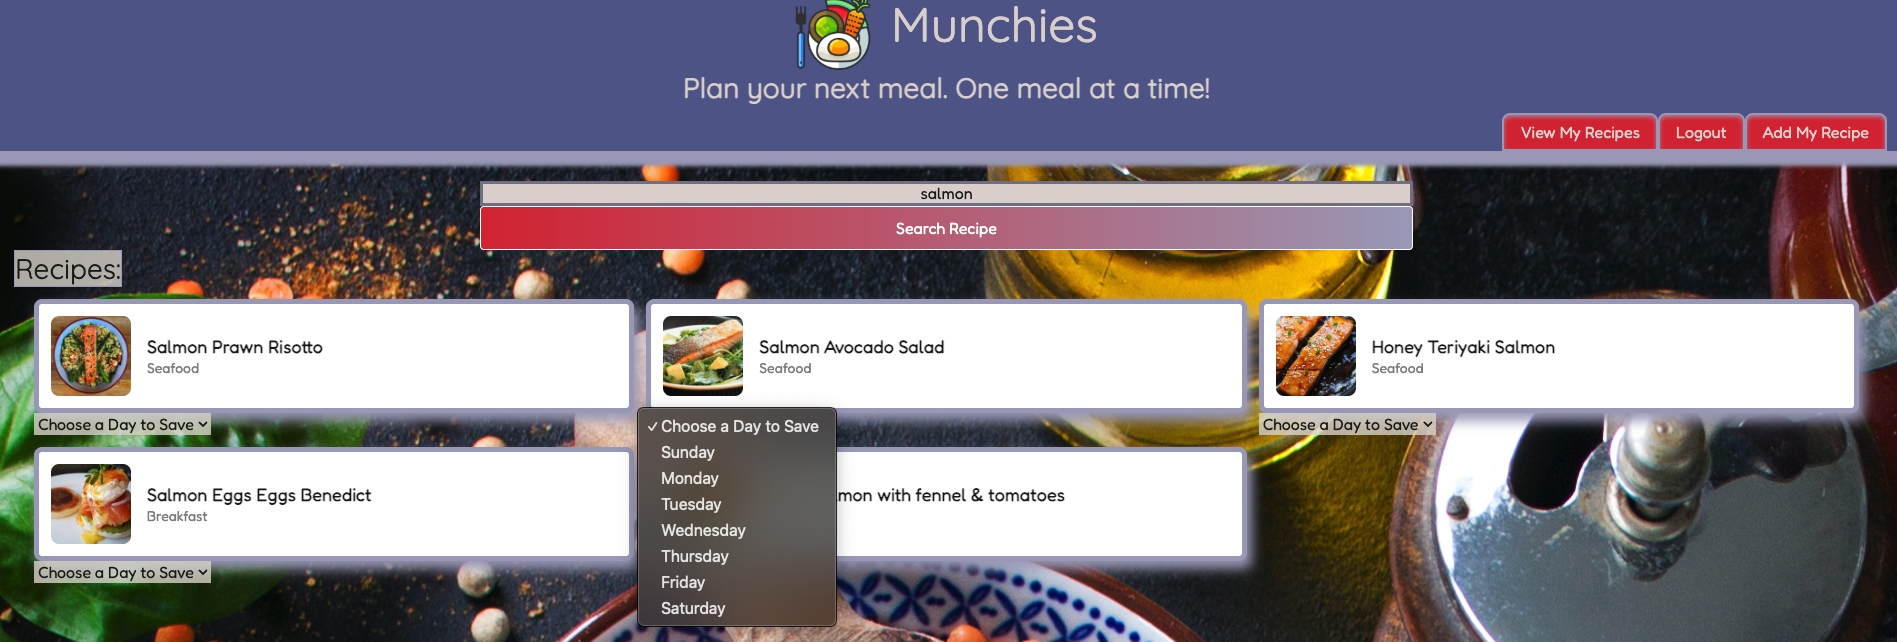 Munchies
Plan your next meal. One meal at a time!
View My Recipes
Logout
Add My Recipe
salmon
Search Recipe
Recipes:
Salmon Prawn Risotto
Seafood
Choose a Day to Save
Salmon Avocado Salad
Seafood
Honey Teriyaki Salmon
Seafood
Choose a Day to Save
Salmon Eggs Eggs Benedict
Breakfast
Choose a Day to Save
✓ Choose a Day to Save
Sunday
Monday
Tuesday
Wednesday
Thursday
Friday
Saturday
with fennel & tomatoes